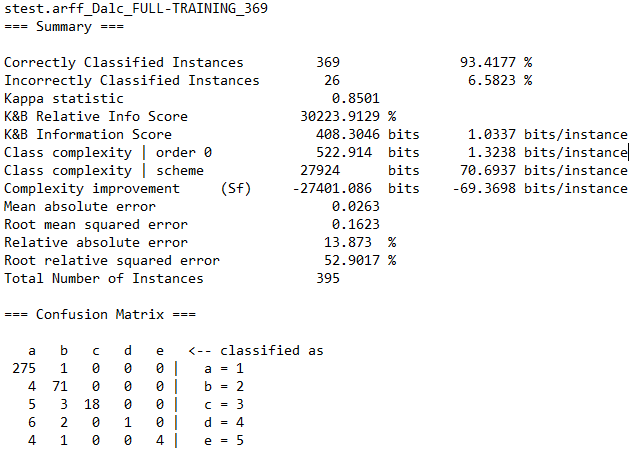 stest.arff_Dalc_FULL-TRAINING_369
=== Summary ===
Correctly Classified Instances 369 93.4177 %
Incorrectly Classified Instances 26 6.5823 %
Kappa statistic 0.8501
K&B Relative Info Score 30223.9129 %
K&B Information Score 408.3046 bits 1.0337 bits/instance
Class complexity | order 0 522.914 bits 1.3238 bits/instance
Class complexity | scheme 27924 bits 70.6937 bits/instance
Complexity improvement (Sf) -27401.086 bits -69.3698 bits/instance
Mean absolute error 0.0263
Root mean squared error 0.1623
Relative absolute error 13.873 %
Root relative squared error 52.9017 %
Total Number of Instances 395
=== Confusion Matrix ===
a b c d e <-- classified as
275 1 0 0 0 | a = 1
4 71 0 0 0 | b = 2
5 3 18 0 0 | c = 3
6 2 0 1 0 | d = 4
4 1 0 0 4 | e = 5